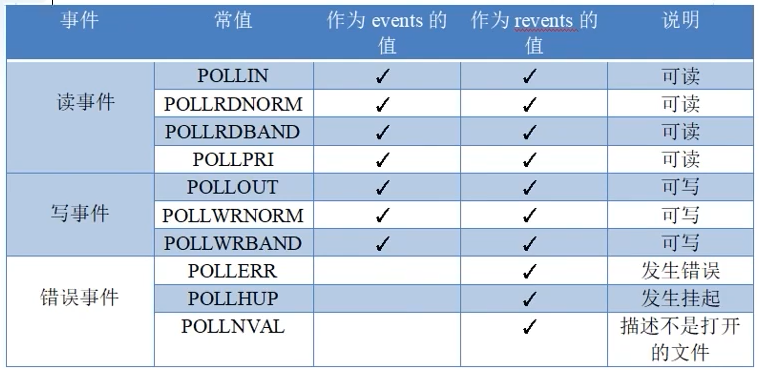 事件 常值 作为 events 的值 作为 revents 的值 说明
读事件 POLLIN ✓ ✓ 可读
POLLRDNORM ✓ ✓ 可读
POLLRDBAND ✓ ✓ 可读
POLLPRI ✓ ✓ 可读
写事件 POLLOUT ✓ ✓ 可写
POLLWRNORM ✓ ✓ 可写
POLLWRBAND ✓ ✓ 可写
错误事件 POLLERR ✓ 发生错误
POLLHUP ✓ 发生挂起
POLLNVAL ✓ 描述不是打开
的文件